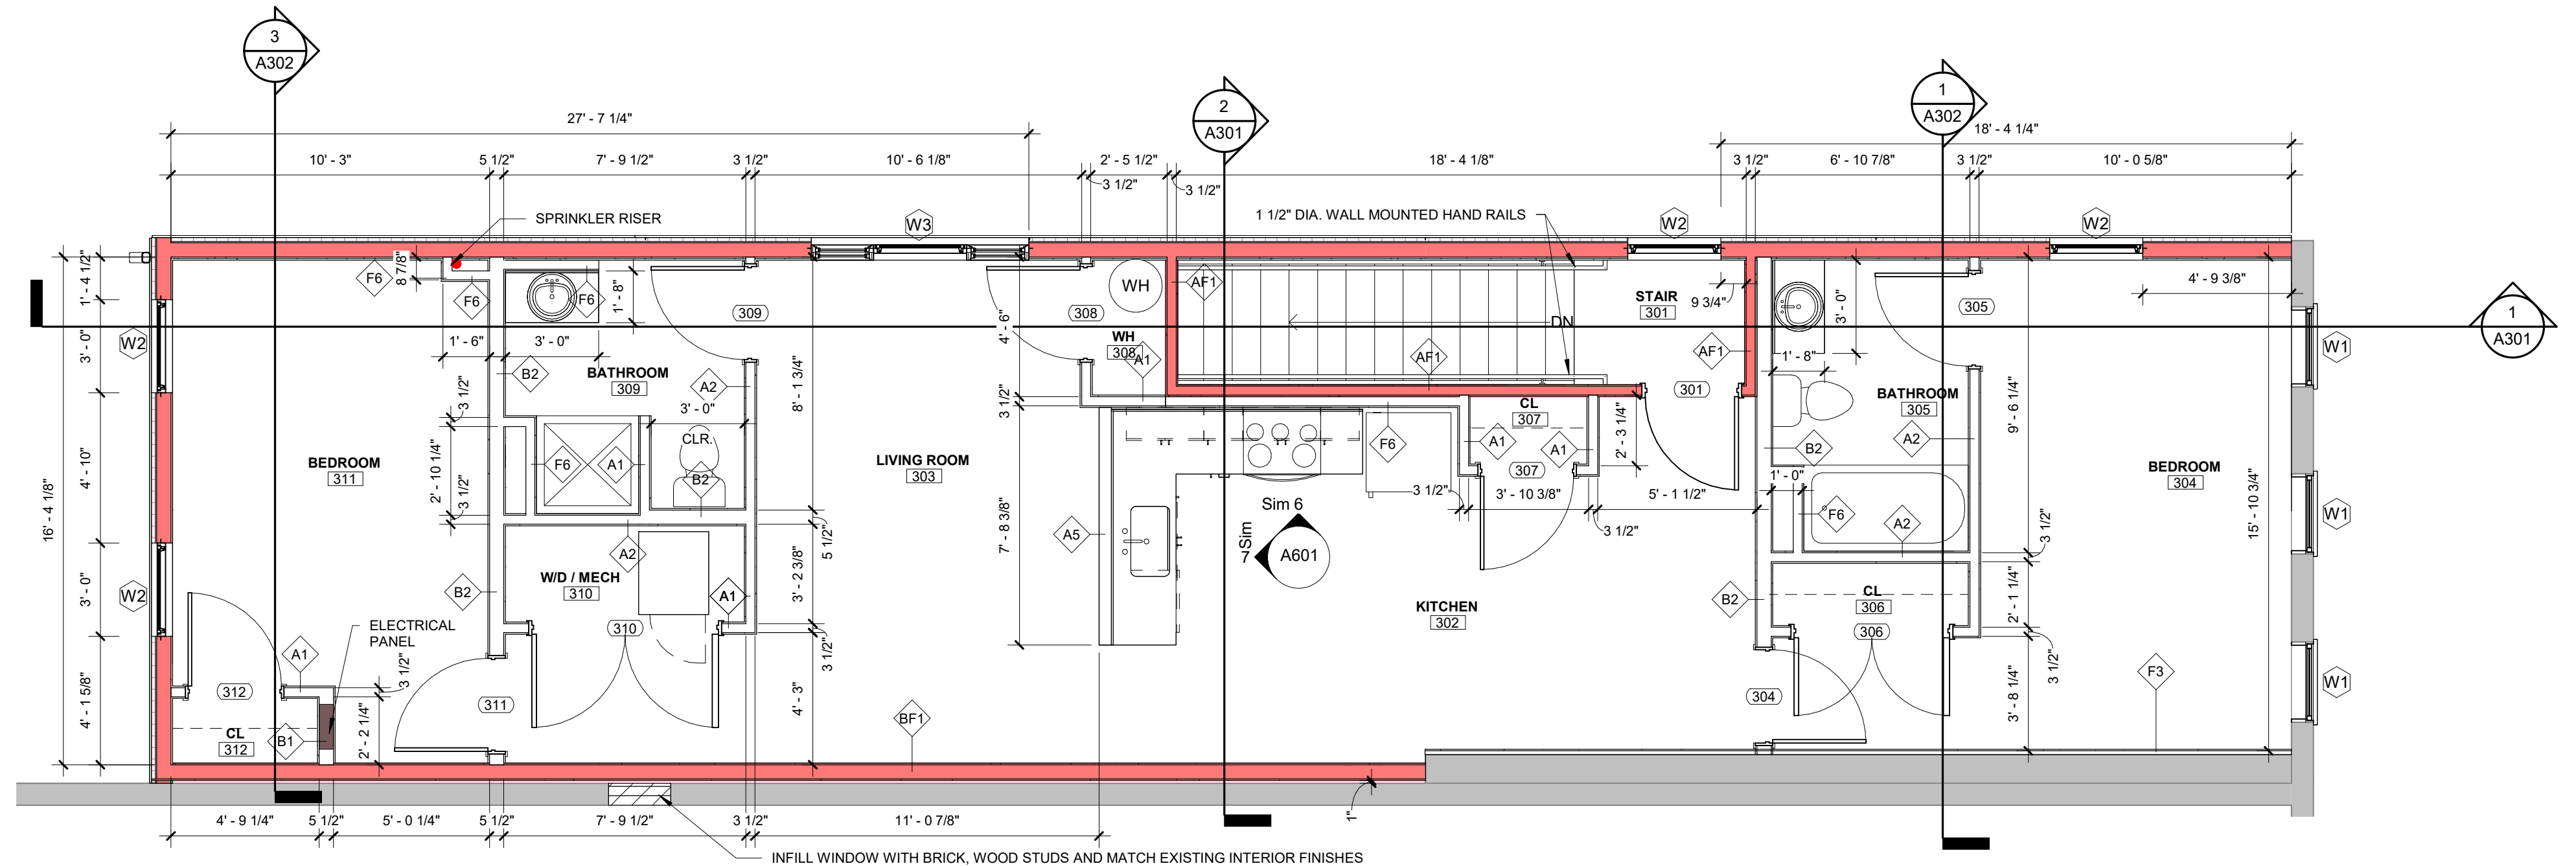 3
A302
2
A301
1
A302
27' - 7 1/4"
18' - 4 1/4"
10' - 3"
5 1/2"
7' - 9 1/2"
3 1/2"
10' - 6 1/8"
2' - 5 1/2"
18' - 4 1/8"
3 1/2"
6' - 10 7/8"
3 1/2"
10' - 0 5/8"
3 1/2"
3 1/2"
SPRINKLER RISER
W3
1 1/2" DIA. WALL MOUNTED HAND RAILS
W2
W2
1' - 4 1/2"
3' - 0"
4' - 10"
3' - 0"
4' - 1 5/8"
16' - 4 1/8"
W2
W2
F6
8 7/8"
F6
F6
1' - 8"
1' - 6"
3' - 0"
309
BATHROOM
309
B2
A2
3' - 0"
CLR.
3 1/2"
2' - 10 1/4"
3 1/2"
F6
A1
B2
BEDROOM
311
8' - 1 3/4"
5 1/2"
3' - 2 3/8"
3 1/2"
4' - 3"
LIVING ROOM
303
4' - 6"
3 1/2"
7' - 8 3/8"
308
WH
WH
308
A1
AF1
STAIR
301
9 3/4"
DN
AF1
AF1
301
CL
307
A1
A1
307
F6
2' - 3 1/4"
3 1/2"
3' - 10 3/8"
5' - 1 1/2"
3 1/2"
A5
Sim 6
Sim
7
A601
KITCHEN
302
3' - 0"
1' - 8"
305
BATHROOM
305
B2
A2
1' - 0"
F6
A2
9' - 6 1/4"
3 1/2"
2' - 1 1/4"
3 1/2"
3' - 8 1/4"
15' - 10 3/4"
4' - 9 3/8"
BEDROOM
304
W1
W1
W1
1
A301
B2
CL
306
306
304
F3
A2
W/D / MECH
310
A1
310
B2
ELECTRICAL
PANEL
A1
3 1/2"
312
CL
312
B1
2' - 2 1/4"
311
BF1
1"
4' - 9 1/4"
5 1/2"
5' - 0 1/4"
5 1/2"
7' - 9 1/2"
3 1/2"
11' - 0 7/8"
INFILL WINDOW WITH BRICK, WOOD STUDS AND MATCH EXISTING INTERIOR FINISHES